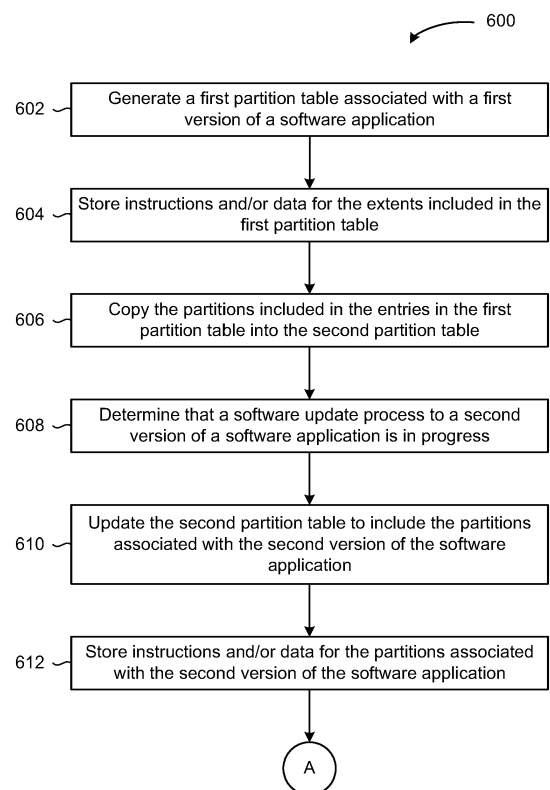 600
602
Generate a first partition table associated with a first
version of a software application
604
Store instructions and/or data for the extents included in the
first partition table
606
Copy the partitions included in the entries in the first
partition table into the second partition table
608
Determine that a software update process to a second
version of a software application is in progress
610
Update the second partition table to include the partitions
associated with the second version of the software
application
612
Store instructions and/or data for the partitions associated
with the second version of the software application
A